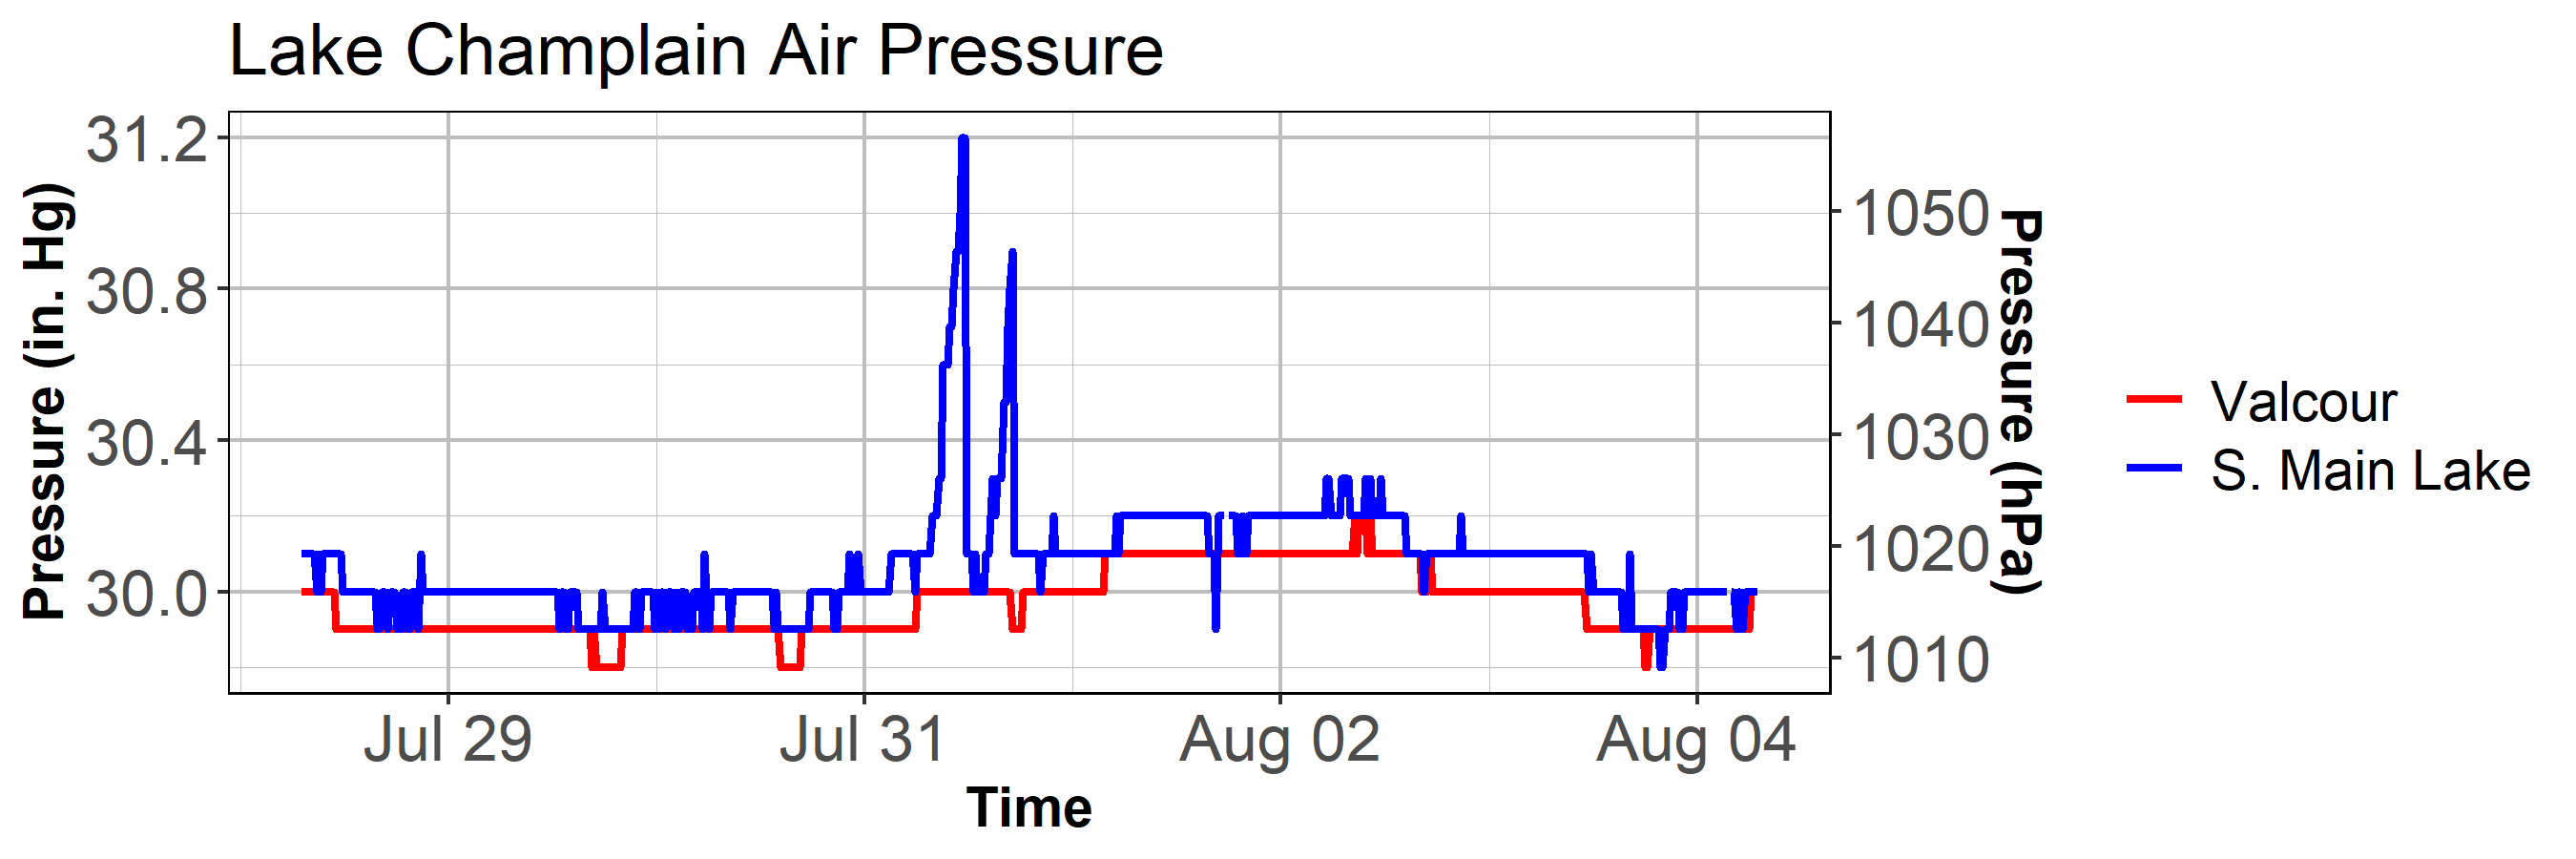 Lake Champlain Air Pressure
31.2
30.8
30.4
30.0
Pressure (in. Hg)
1050
1040
1030
1020
1010
Pressure (hPa)
Valcour
S. Main Lake
Jul 29 Jul 31 Aug 02 Aug 04
Time